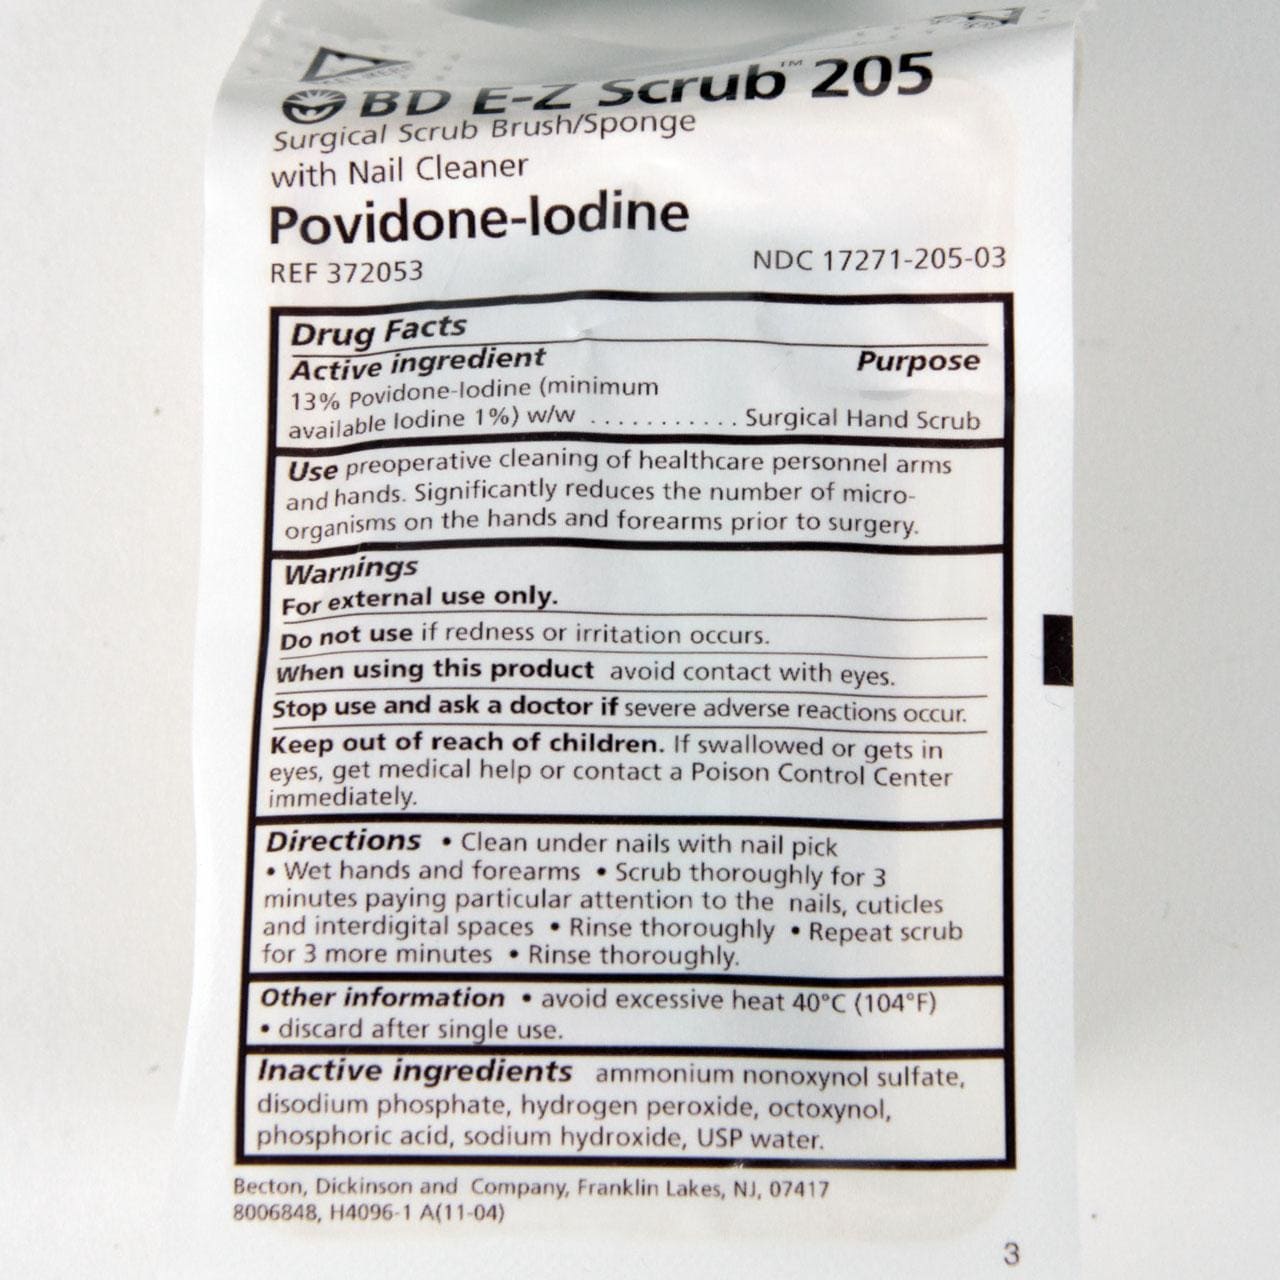 BD E-Z Scrub™ 205
Surgical Scrub Brush/Sponge
with Nail Cleaner
Povidone-Iodine
REF 372053 NDC 17271-205-03
Drug Facts
Active ingredient Purpose
13% Povidone-Iodine (minimum
available Iodine 1%) w/w ........... Surgical Hand Scrub
Use preoperative cleaning of healthcare personnel arms
and hands. Significantly reduces the number of micro-
organisms on the hands and forearms prior to surgery.
Warnings
For external use only.
Do not use if redness or irritation occurs.
When using this product avoid contact with eyes.
Stop use and ask a doctor if severe adverse reactions occur.
Keep out of reach of children. If swallowed or gets in
eyes, get medical help or contact a Poison Control Center
immediately.
Directions • Clean under nails with nail pick
• Wet hands and forearms • Scrub thoroughly for 3
minutes paying particular attention to the nails, cuticles
and interdigital spaces • Rinse thoroughly • Repeat scrub
for 3 more minutes • Rinse thoroughly.
Other information • avoid excessive heat 40°C (104°F)
• discard after single use.
Inactive ingredients ammonium nonoxynol sulfate,
disodium phosphate, hydrogen peroxide, octoxynol,
phosphoric acid, sodium hydroxide, USP water.
Becton, Dickinson and Company, Franklin Lakes, NJ, 07417
8006848, H4096-1 A(11-04)
3